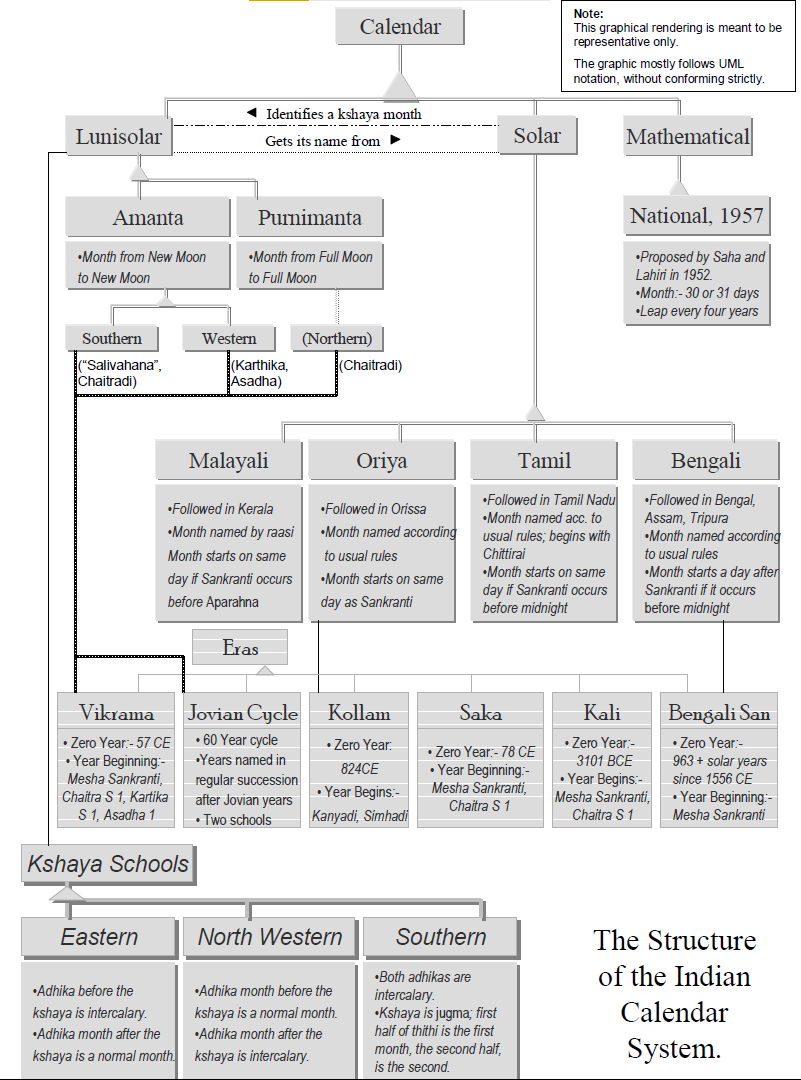 Calendar
Note:
This graphical rendering is meant to be
representative only.
The graphic mostly follows UML
notation, without conforming strictly.
◄ Identifies a kshaya month
Gets its name from ►
Lunisolar
Solar
Mathematical
Amanta
Purnimanta
National, 1957
•Month from New Moon
to New Moon
•Month from Full Moon
to Full Moon
•Proposed by Saha and
Lahiri in 1952.
•Month:- 30 or 31 days
•Leap every four years
Southern
Western
(Northern)
(“Salivahana”,
Chaitradi)
(Karthika,
Asadha)
(Chaitradi)
Malayali
•Followed in Kerala
•Month named by raasi
Month starts on same
day if Sankranti occurs
before Aparahna
Oriya
•Followed in Orissa
•Month named according
to usual rules
•Month starts on same
day as Sankranti
Tamil
•Followed in Tamil Nadu
•Month named acc. to
usual rules; begins with
Chittirai
•Month starts on same
day if Sankranti occurs
before midnight
Bengali
•Followed in Bengal,
Assam, Tripura
•Month named according
to usual rules
•Month starts a day after
Sankranti if it occurs
before midnight
Eras
Vikrama
• Zero Year:- 57 CE
• Year Beginning:-
Mesha Sankranti,
Chaitra S 1, Kartika
S 1, Asadha 1
Jovian Cycle
• 60 Year cycle
•Years named in
regular succession
after Jovian years
• Two schools
Kollam
• Zero Year:
824CE
• Year Begins:-
Kanyadi, Simhadi
Saka
• Zero Year:- 78 CE
• Year Beginning:-
Mesha Sankranti,
Chaitra S 1
Kali
• Zero Year:-
3101 BCE
• Year Begins:-
Mesha Sankranti,
Chaitra S 1
Bengali San
• Zero Year:-
963 + solar years
since 1556 CE
• Year Beginning:-
Mesha Sankranti
Kshaya Schools
Eastern
•Adhika before the
kshaya is intercalary.
•Adhika month after the
kshaya is a normal month.
North Western
•Adhika month before the
kshaya is a normal month.
•Adhika month after the
kshaya is intercalary.
Southern
•Both adhikas are
intercalary.
•Kshaya is jugma; first
half of thithi is the first
month, the second half,
is the second.
The Structure
of the Indian
Calendar
System.